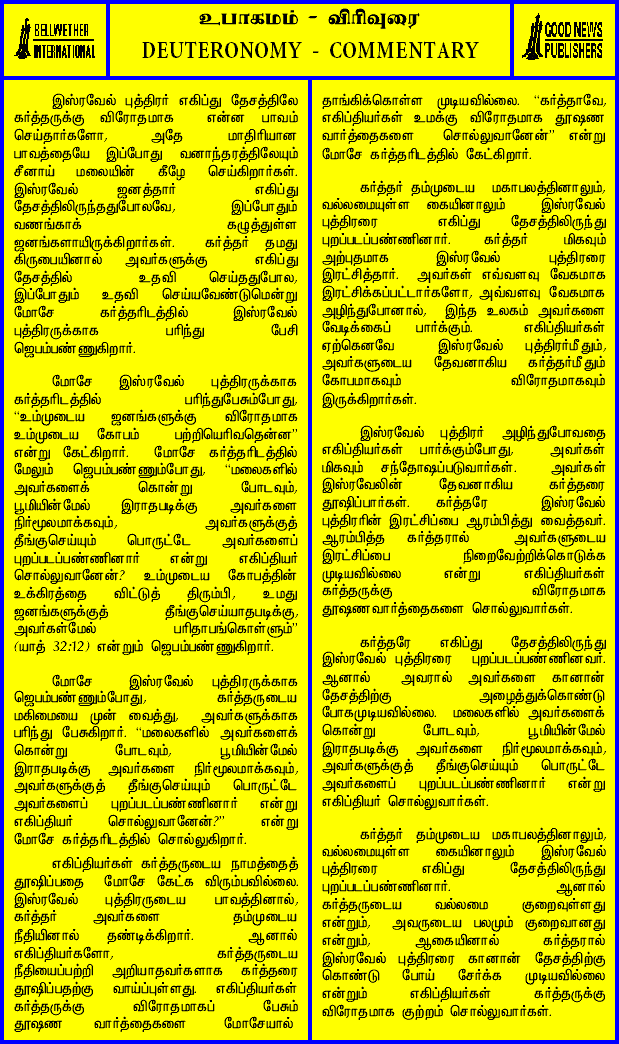 BELLWETHER
INTERNATIONAL
உபாகமம் - விரிவுரை
DEUTERONOMY - COMMENTARY
GOOD NEWS
PUBLISHERS
இஸ்ரவேல் புத்திரர் எகிப்து தேசத்திலே
கர்த்தருக்கு விரோதமாக என்ன பாவம்
செய்தார்களோ, அதே மாதிரியான
பாவத்தையே இப்போது வனாந்தரத்திலேயும்
சீனாய் மலையின் கீழே செய்கிறார்கள்.
இஸ்ரவேல் ஜனத்தார் எகிப்து
தேசத்திலிருந்ததுபோலவே, இப்போதும்
வணங்காக் கழுத்துள்ள
ஜனங்களாயிருக்கிறார்கள். கர்த்தர் தமது
கிருபையினால் அவர்களுக்கு எகிப்து
தேசத்தில் உதவி செய்ததுபோல,
இப்போதும் உதவி செய்யவேண்டுமென்று
மோசே கர்த்தரிடத்தில் இஸ்ரவேல்
புத்திரருக்காக பரிந்து பேசி
ஜெபம்பண்ணுகிறார்.
மோசே இஸ்ரவேல் புத்திரருக்காக
கர்த்தரிடத்தில் பரிந்துபேசும்போது,
“உம்முடைய ஜனங்களுக்கு விரோதமாக
உம்முடைய கோபம் பற்றியெரிவதென்ன”
என்று கேட்கிறார். மோசே கர்த்தரிடத்தில்
மேலும் ஜெபம்பண்ணும்போது, “மலைகளில்
அவர்களைக் கொன்று போடவும்,
பூமியின்மேல் இராதபடிக்கு அவர்களை
நிர்மூலமாக்கவும், அவர்களுக்குத்
தீங்குசெய்யும் பொருட்டே அவர்களைப்
புறப்படப்பண்ணினார் என்று எகிப்தியர்
சொல்லுவானேன்? உம்முடைய கோபத்தின்
உக்கிரத்தை விட்டுத் திரும்பி, உமது
ஜனங்களுக்குத் தீங்குசெய்யாதபடிக்கு,
அவர்கள்மேல் பரிதாபங்கொள்ளும்”
(யாத் 32:12) என்றும் ஜெபம்பண்ணுகிறார்.
மோசே இஸ்ரவேல் புத்திரருக்காக
ஜெபம்பண்ணும்போது, கர்த்தருடைய
மகிமையை முன் வைத்து, அவர்களுக்காக
பரிந்து பேசுகிறார். “மலைகளில் அவர்களைக்
கொன்று போடவும், பூமியின்மேல்
இராதபடிக்கு அவர்களை நிர்மூலமாக்கவும்,
அவர்களுக்குத் தீங்குசெய்யும் பொருட்டே
அவர்களைப் புறப்படப்பண்ணினார் என்று
எகிப்தியர் சொல்லுவானேன்?” என்று
மோசே கர்த்தரிடத்தில் சொல்லுகிறார்.
எகிப்தியர்கள் கர்த்தருடைய நாமத்தைத்
தூஷிப்பதை மோசே கேட்க விரும்பவில்லை.
இஸ்ரவேல் புத்திரருடைய பாவத்தினால்,
கர்த்தர் அவர்களை தம்முடைய
நீதியினால் தண்டிக்கிறார். ஆனால்
எகிப்தியர்களோ, கர்த்தருடைய
நீதியைப்பற்றி அறியாதவர்களாக கர்த்தரை
தூஷிப்பதற்கு வாய்ப்புள்ளது. எகிப்தியர்கள்
கர்த்தருக்கு விரோதமாகப் பேசும்
தூஷண வார்த்தைகளை மோசேயால்
தாங்கிக்கொள்ள முடியவில்லை. “கர்த்தாவே,
எகிப்தியர்கள் உமக்கு விரோதமாக தூஷண
வார்த்தைகளை சொல்லுவானேன்” என்று
மோசே கர்த்தரிடத்தில் கேட்கிறார்.
கர்த்தர் தம்முடைய மகாபலத்தினாலும்,
வல்லமையுள்ள கையினாலும் இஸ்ரவேல்
புத்திரரை எகிப்து தேசத்திலிருந்து
புறப்படப்பண்ணினார். கர்த்தர் மிகவும்
அற்புதமாக இஸ்ரவேல் புத்திரரை
இரட்சித்தார். அவர்கள் எவ்வளவு வேகமாக
இரட்சிக்கப்பட்டார்களோ, அவ்வளவு வேகமாக
அழிந்துபோனால், இந்த உலகம் அவர்களை
வேடிக்கைப் பார்க்கும். எகிப்தியர்கள்
ஏற்கெனவே இஸ்ரவேல் புத்திரர்மீதும்,
அவர்களுடைய தேவனாகிய கர்த்தர்மீதும்
கோபமாகவும் விரோதமாகவும்
இருக்கிறார்கள்.
இஸ்ரவேல் புத்திரர் அழிந்துபோவதை
எகிப்தியர்கள் பார்க்கும்போது, அவர்கள்
மிகவும் சந்தோஷப்படுவார்கள். அவர்கள்
இஸ்ரவேலின் தேவனாகிய கர்த்தரை
தூஷிப்பார்கள். கர்த்தரே இஸ்ரவேல்
புத்திரரின் இரட்சிப்பை ஆரம்பித்து வைத்தவர்.
ஆரம்பித்த கர்த்தரால் அவர்களுடைய
இரட்சிப்பை நிறைவேற்றிக்கொடுக்க
முடியவில்லை என்று எகிப்தியர்கள்
கர்த்தருக்கு விரோதமாக
தூஷணவார்த்தைகளை சொல்லுவார்கள்.
கர்த்தரே எகிப்து தேசத்திலிருந்து
இஸ்ரவேல் புத்திரரை புறப்படப்பண்ணினவர்.
ஆனால் அவரால் அவர்களை கானான்
தேசத்திற்கு அழைத்துக்கொண்டு
போகமுடியவில்லை. மலைகளில் அவர்களைக்
கொன்று போடவும், பூமியின்மேல்
இராதபடிக்கு அவர்களை நிர்மூலமாக்கவும்,
அவர்களுக்குத் தீங்குசெய்யும் பொருட்டே
அவர்களைப் புறப்படப்பண்ணினார் என்று
எகிப்தியர் சொல்லுவார்கள்.
கர்த்தர் தம்முடைய மகாபலத்தினாலும்,
வல்லமையுள்ள கையினாலும் இஸ்ரவேல்
புத்திரரை எகிப்து தேசத்திலிருந்து
புறப்படப்பண்ணினார். ஆனால்
கர்த்தருடைய வல்லமை குறைவுள்ளது
என்றும், அவருடைய பலமும் குறைவானது
என்றும், ஆகையினால் கர்த்தரால்
இஸ்ரவேல் புத்திரரை கானான் தேசத்திற்கு
கொண்டு போய் சேர்க்க முடியவில்லை
என்றும் எகிப்தியர்கள் கர்த்தருக்கு
விரோதமாக குற்றம் சொல்லுவார்கள்.